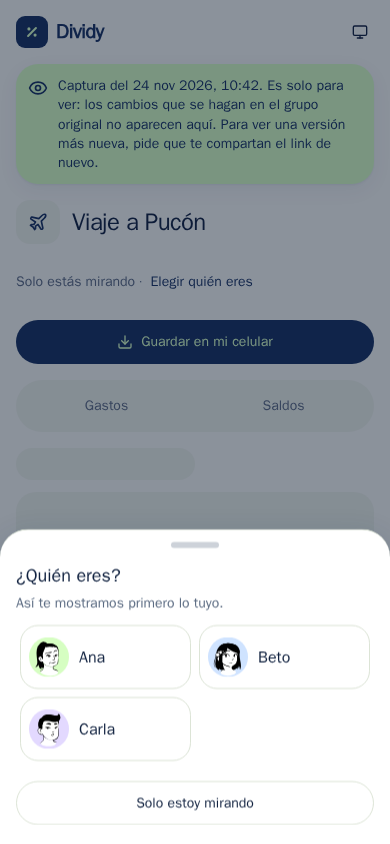 Dividy
Captura del 24 nov 2026, 10:42. Es solo para
ver: los cambios que se hagan en el grupo
original no aparecen aquí. Para ver una versión
más nueva, pide que te compartan el link de
nuevo.
Viaje a Pucón
Solo estás mirando · Elegir quién eres
Guardar en mi celular
Gastos Saldos
¿Quién eres?
Así te mostramos primero lo tuyo.
Ana Beto
Carla
Solo estoy mirando